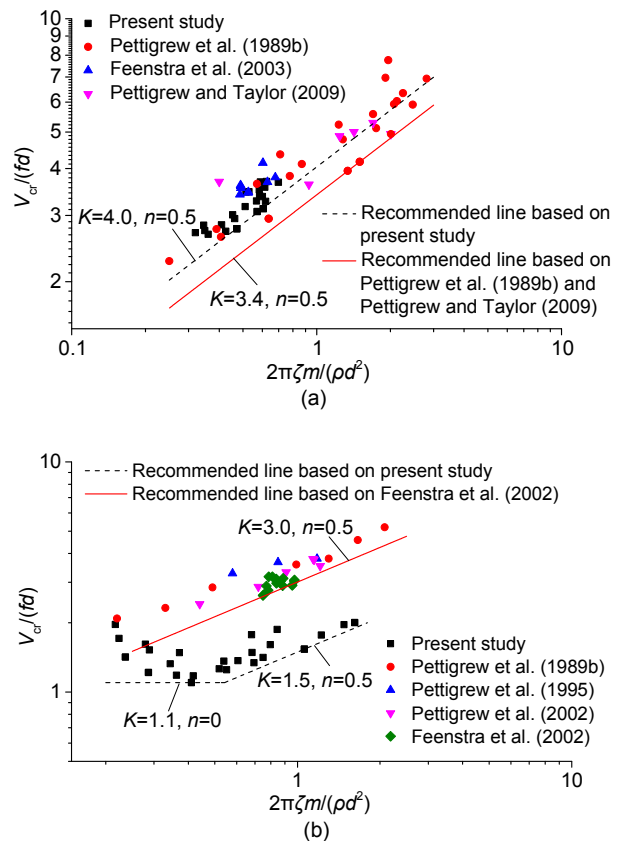 Present study
Pettigrew et al. (1989b)
Feenstra et al. (2003)
Pettigrew and Taylor (2009)
10
9
8
7
6
5
4
3
2
V_cr/(fd)
K=4.0, n=0.5
K=3.4, n=0.5
Recommended line based on
present study
Recommended line based on
Pettigrew et al. (1989b) and
Pettigrew and Taylor (2009)
0.1
1
10
2πζm/(ρd²)
(a)
10
1
V_cr/(fd)
Recommended line based on present study
Recommended line based on Feenstra et al. (2002)
K=3.0, n=0.5
K=1.5, n=0.5
K=1.1, n=0
Present study
Pettigrew et al. (1989b)
Pettigrew et al. (1995)
Pettigrew et al. (2002)
Feenstra et al. (2002)
1
10
2πζm/(ρd²)
(b)